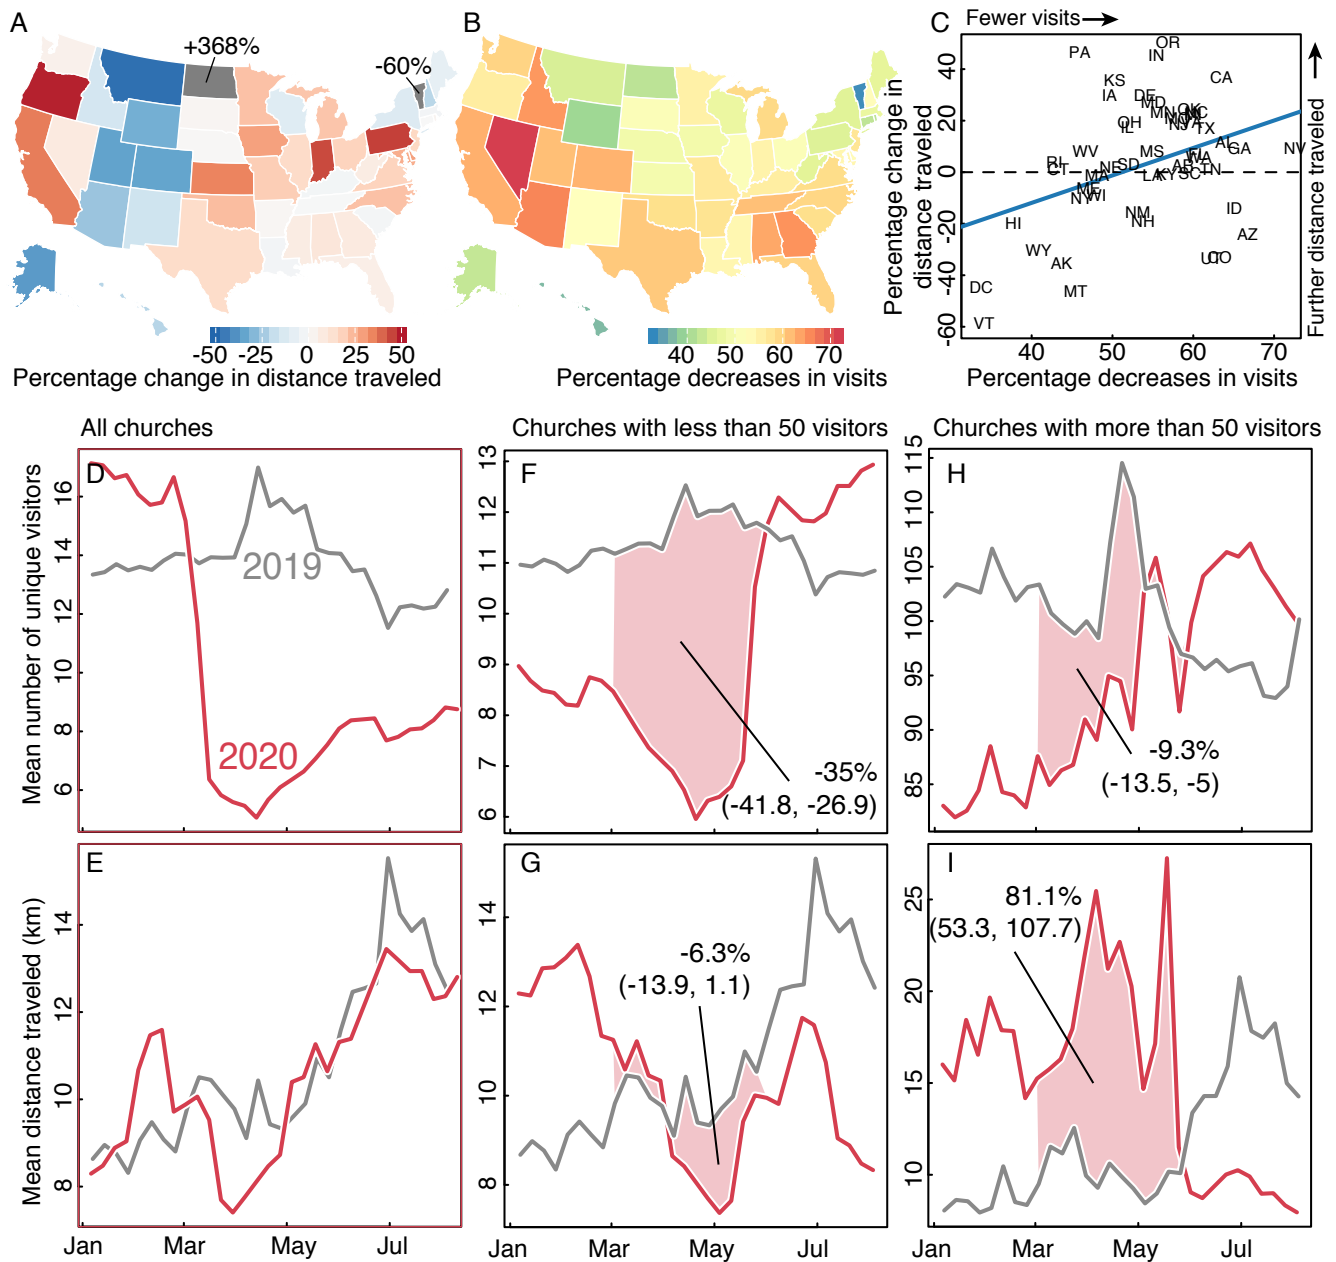 A
+368%
-60%
-50 -25 0 25 50
Percentage change in distance traveled
B
40 50 60 70
Percentage decreases in visits
C
Fewer visits
Further distance traveled
Percentage change in
distance traveled
40
20
0
-20
-40
-60
PA
OR
IN
KS
CA
IA
DE
MD
MN
OK
NC
OH
IL
NJ
VA
TX
WV
MS
AL
GA
NV
RI
CT
SD
NE
FL
WA
AR
MA
LA
KY
SC
TN
ME
NY
WI
NM
NH
ID
HI
AZ
WY
AK
UT
CO
DC
MT
VT
40 50 60 70
Percentage decreases in visits
All churches
Churches with less than 50 visitors
Churches with more than 50 visitors
Mean number of unique visitors
D
16
14
12
10
8
6
2019
2020
F
13
12
11
10
9
8
7
6
-35%
(-41.8, -26.9)
H
115
110
105
100
95
90
85
-9.3%
(-13.5, -5)
Mean distance traveled (km)
E
14
12
10
8
Jan Mar May Jul
G
14
12
10
8
-6.3%
(-13.9, 1.1)
Jan Mar May Jul
I
25
20
15
10
81.1%
(53.3, 107.7)
Jan Mar May Jul